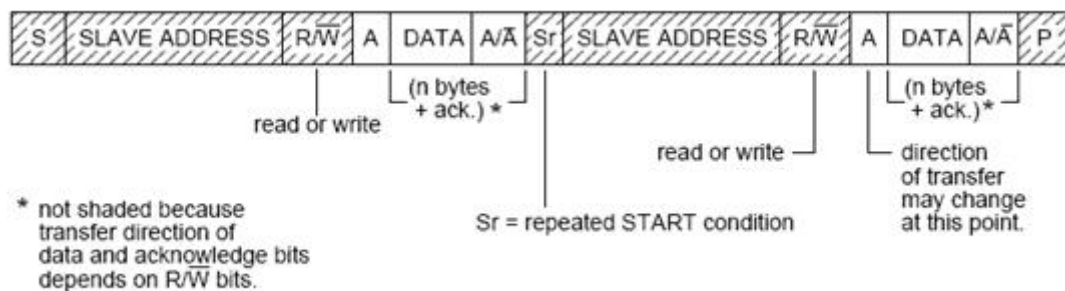 S SLAVE ADDRESS R/W̅ A DATA A/A̅ Sr SLAVE ADDRESS R/W̅ A DATA A/A̅ P
(n bytes
+ ack.) *
(n bytes
+ ack.) *
read or write
read or write
direction
of transfer
may change
at this point.
* not shaded because
transfer direction of
data and acknowledge bits
depends on R/W̅ bits.
Sr = repeated START condition